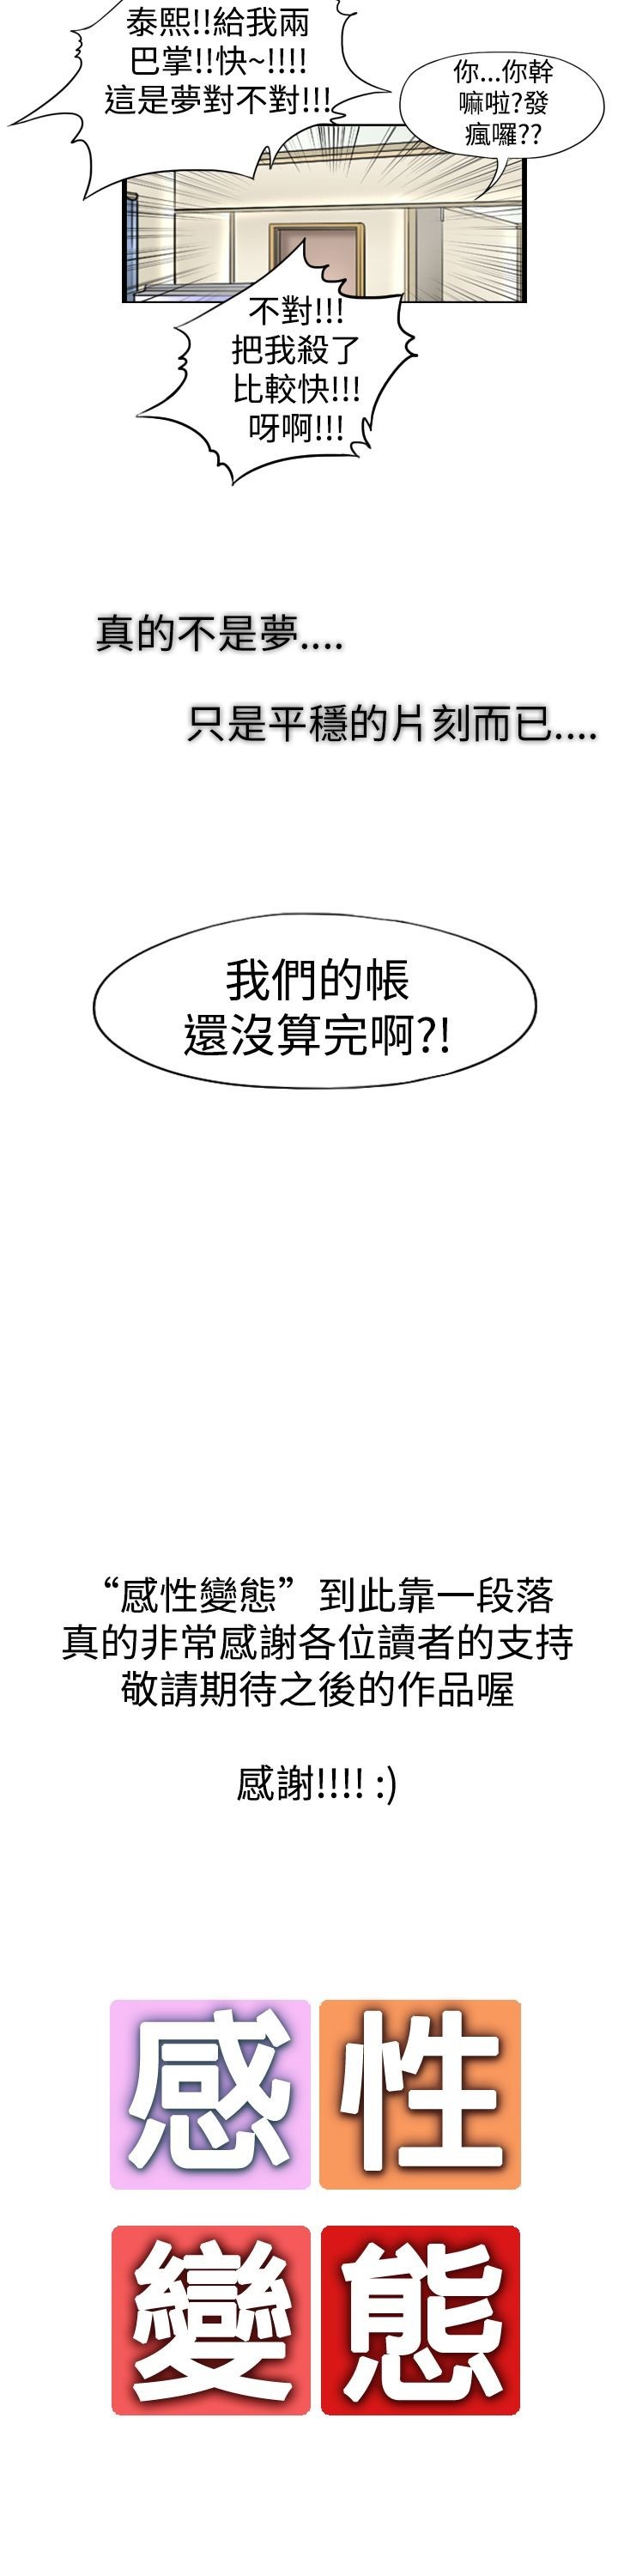 泰熙!!給我兩
巴掌!!快~!!!!
這是夢對不對!!!
你...你幹
嘛啦?發
瘋囉??
不對!!!
把我殺了
比較快!!!
呀啊!!!
真的不是夢....
只是平穩的片刻而已....
我們的帳
還沒算完啊?!
“感性變態”到此靠一段落
真的非常感謝各位讀者的支持
敬請期待之後的作品喔
感謝!!!! :)
感性
變態